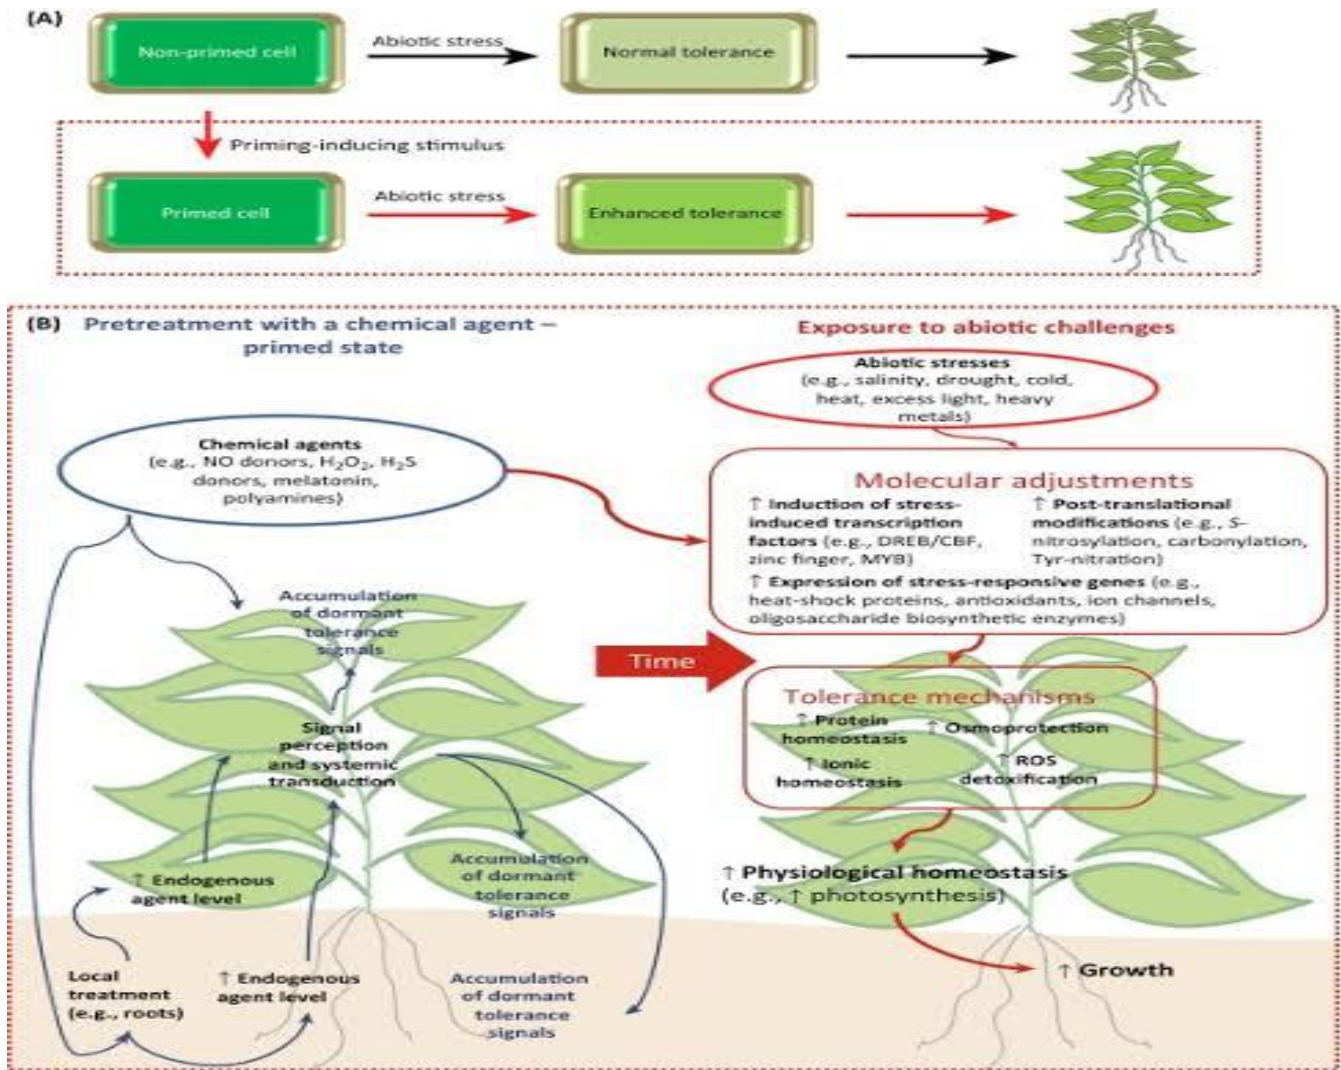 (A)
Non-primed cell
Abiotic stress
Normal tolerance
Priming-inducing stimulus
Primed cell
Abiotic stress
Enhanced tolerance
(B) Pretreatment with a chemical agent –
primed state
Exposure to abiotic challenges
Abiotic stresses
(e.g., salinity, drought, cold,
heat, excess light, heavy
metals)
Chemical agents
(e.g., NO donors, H₂O₂, H₂S
donors, melatonin,
polyamines)
Molecular adjustments
↑ Induction of stress-
induced transcription
factors (e.g., DREB/CBF,
zinc finger, MYB)
↑ Post-translational
modifications (e.g., S-
nitrosylation, carbonylation,
Tyr-nitration)
↑ Expression of stress-responsive genes (e.g.,
heat-shock proteins, antioxidants, ion channels,
oligosaccharide biosynthetic enzymes)
Accumulation
of dormant
tolerance
signals
Time
Signal
perception
and systemic
transduction
Tolerance mechanisms
↑ Protein
homeostasis
↑ Osmoprotection
↑ Ionic
homeostasis
↑ ROS
detoxification
↑ Endogenous
agent level
Accumulation
of dormant
tolerance
signals
↑ Physiological homeostasis
(e.g., ↑ photosynthesis)
Local
treatment
(e.g., roots)
↑ Endogenous
agent level
Accumulation
of dormant
tolerance
signals
↑ Growth